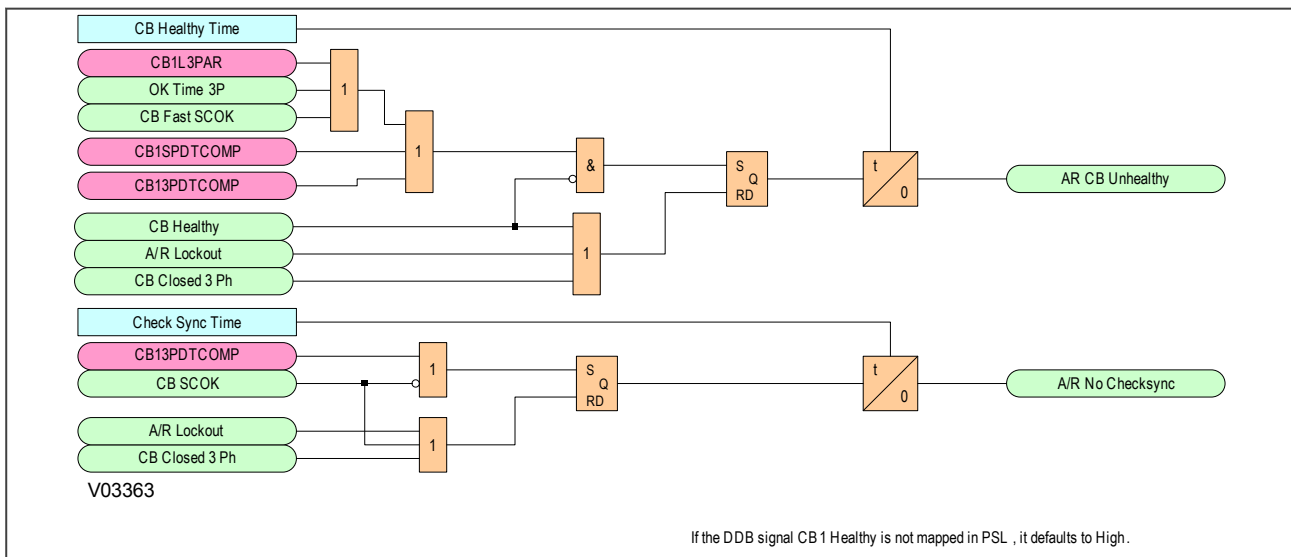 CB Healthy Time
CB1L3PAR
OK Time 3P
CB Fast SCOK
1
1
CB1SPDTCOMP
CB13PDTCOMP
&
S
Q
RD
t
0
AR CB Unhealthy
CB Healthy
A/R Lockout
CB Closed 3 Ph
1
Check Sync Time
CB13PDTCOMP
CB SCOK
1
S
Q
RD
t
0
A/R No Checksync
A/R Lockout
CB Closed 3 Ph
1
V03363
If the DDB signal CB 1 Healthy is not mapped in PSL , it defaults to High .